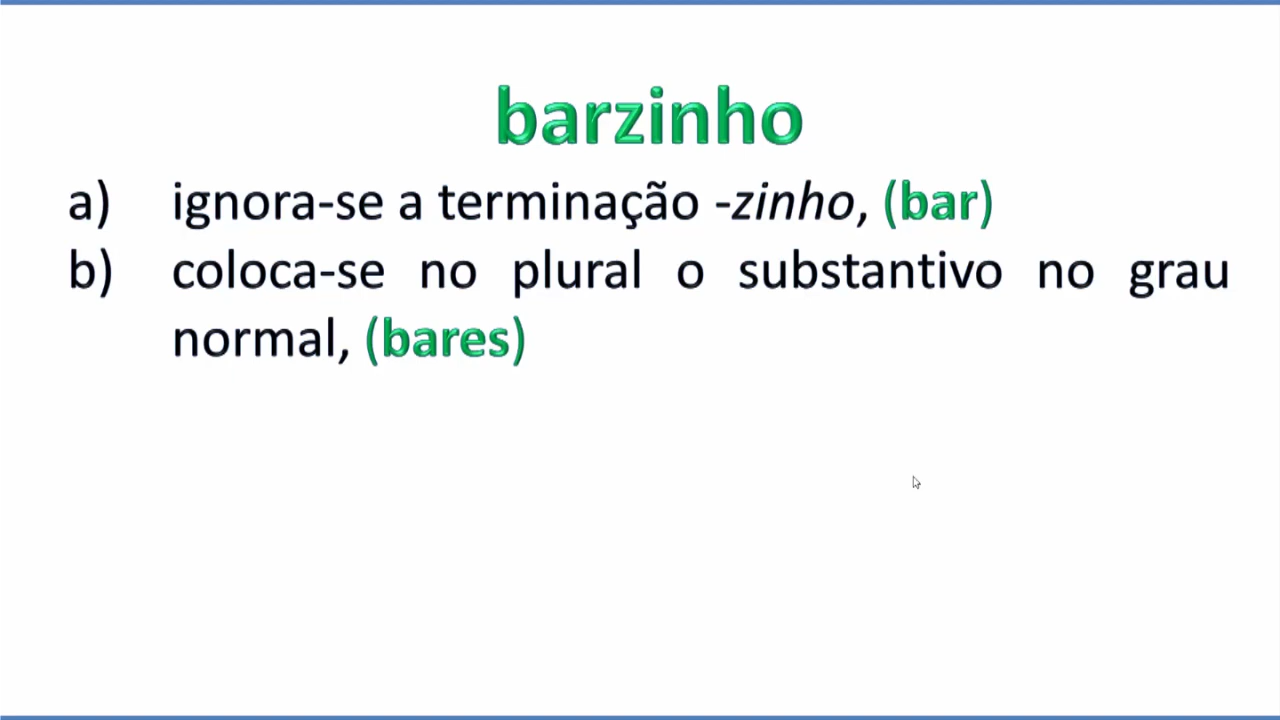 barzinho
a) ignora-se a terminação -zinho, (bar)
b) coloca-se no plural o substantivo no grau
normal, (bares)